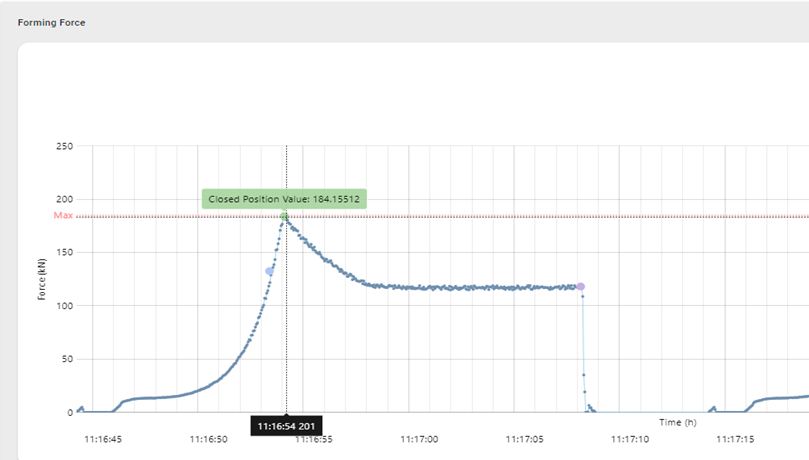 Forming Force
250
200
Closed Position Value: 184.15512
Max
150
Force(kN)
100
50
0
Time (h)
11:16:54 201
11:16:45
11:16:50
11:16:55
11:17:00
11:17:05
11:17:10
11:17:15